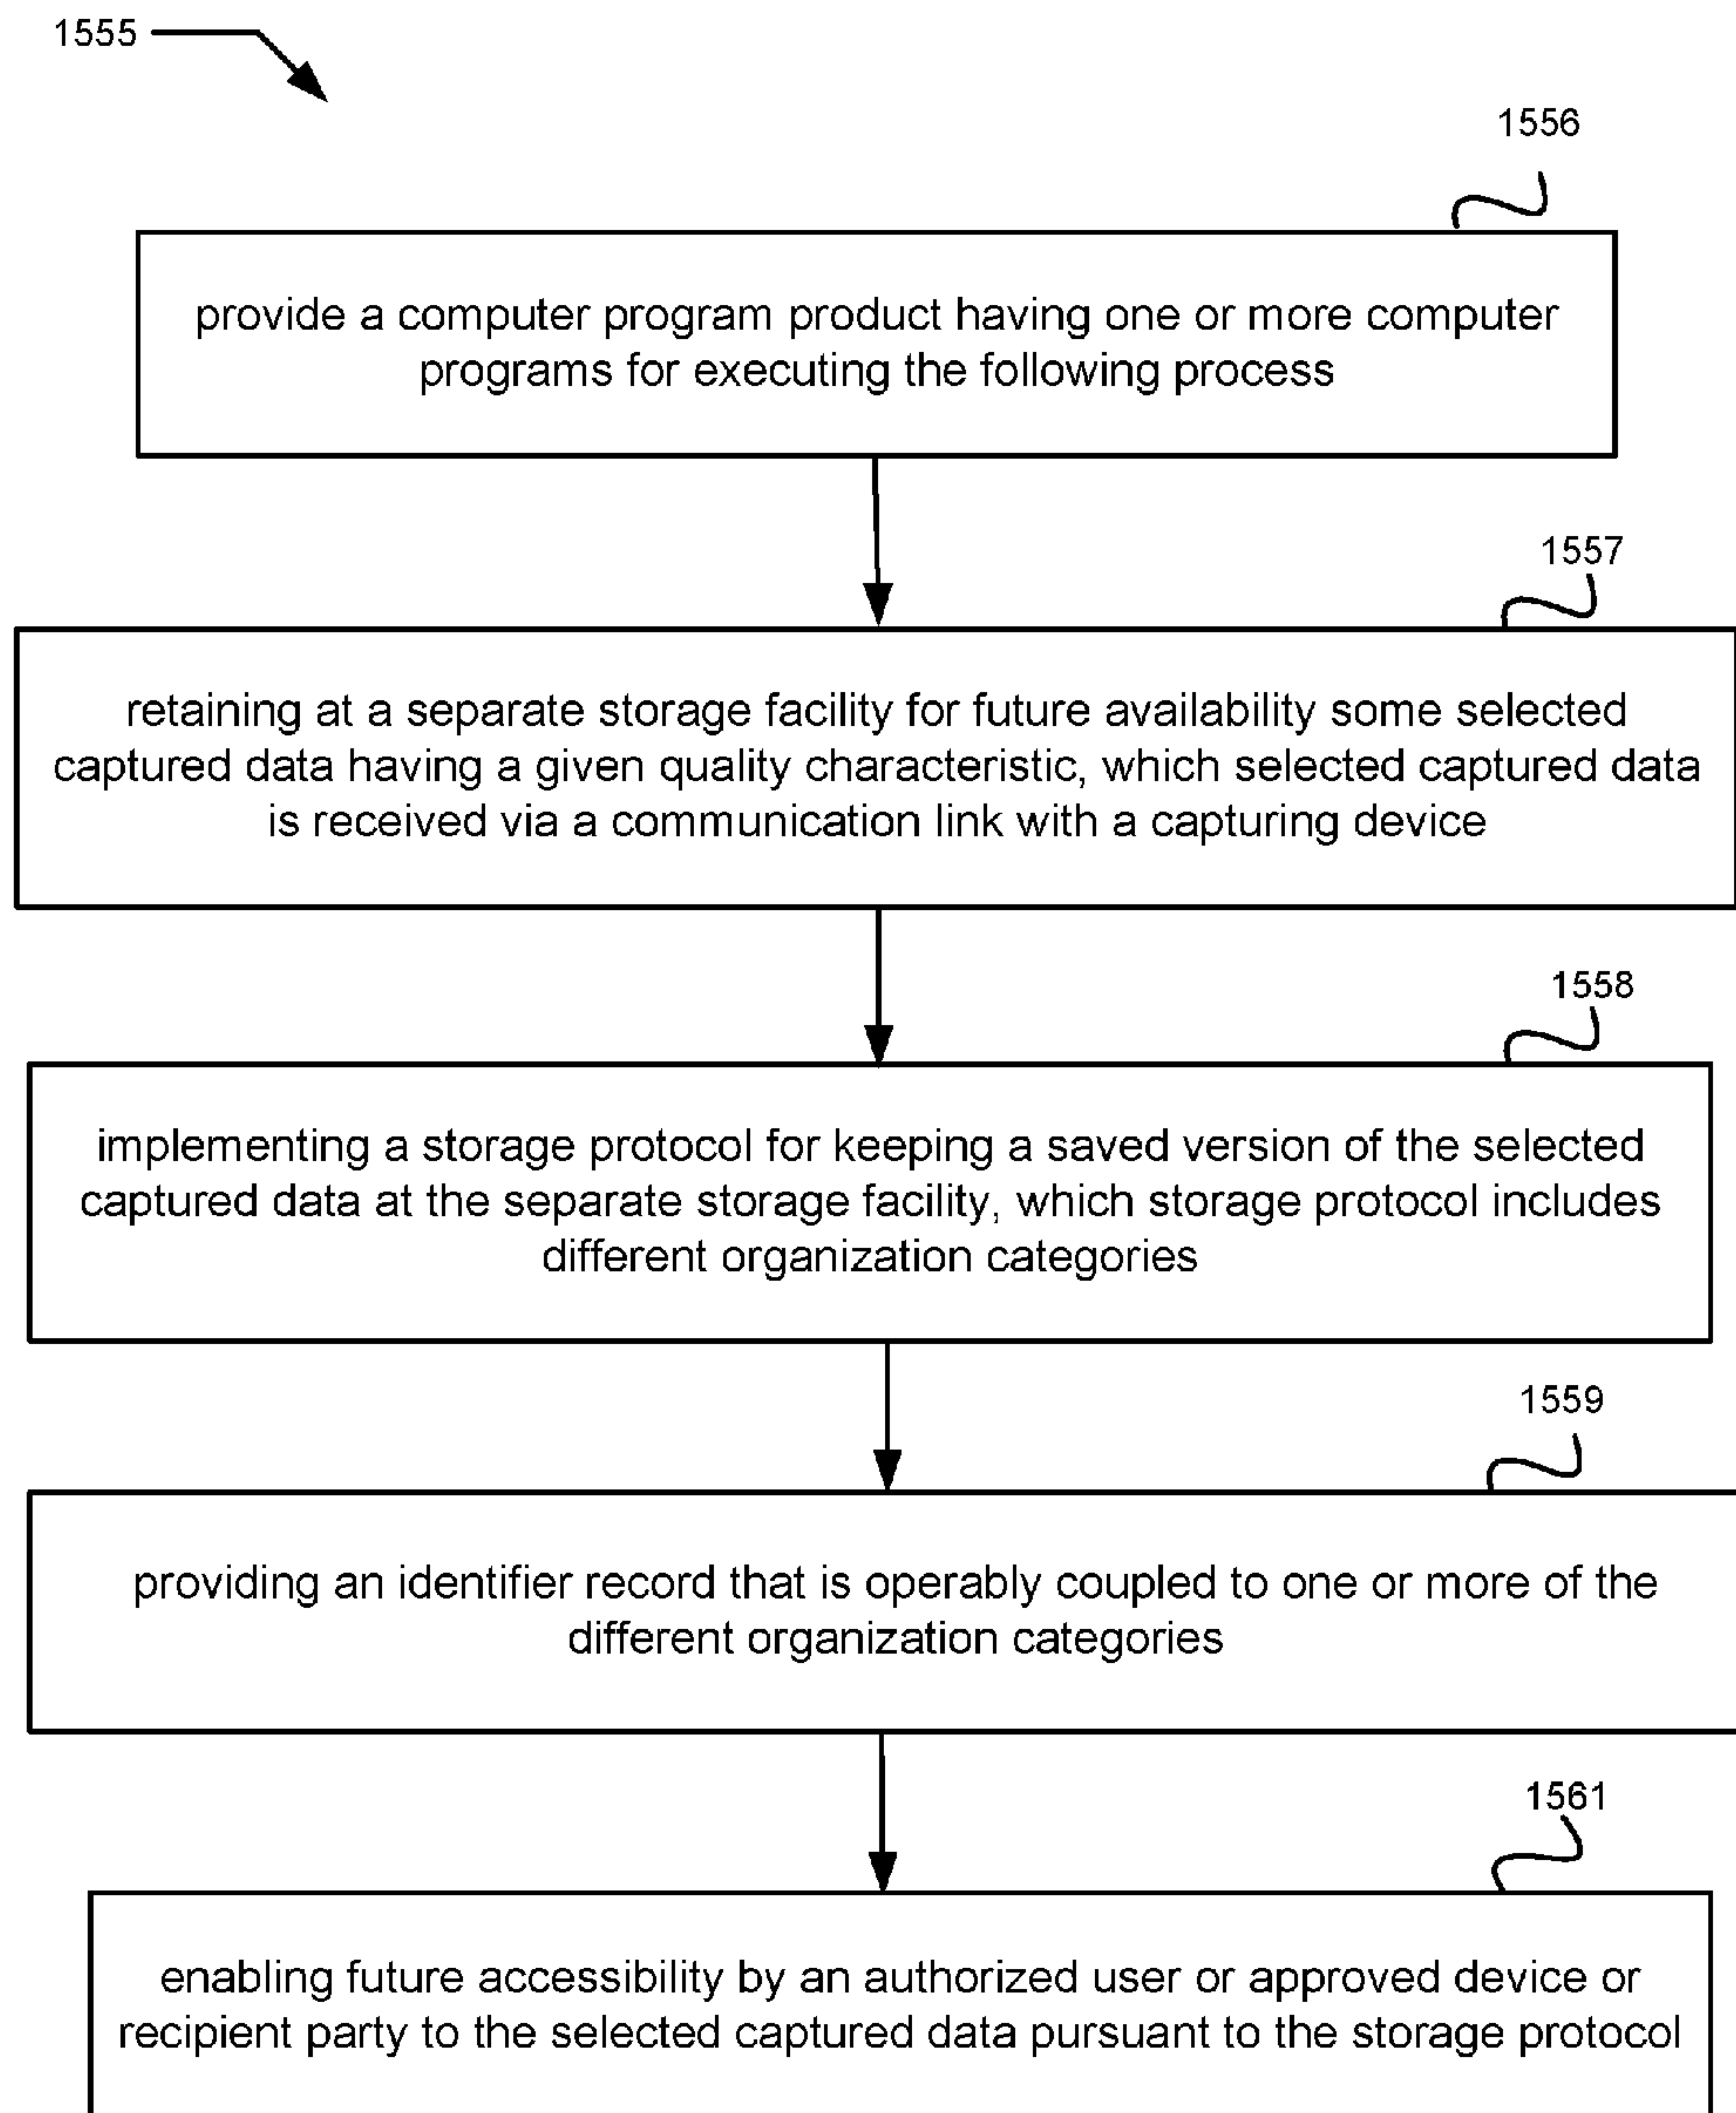 1555
1556
provide a computer program product having one or more computer
programs for executing the following process
1557
retaining at a separate storage facility for future availability some selected
captured data having a given quality characteristic, which selected captured data
is received via a communication link with a capturing device
1558
implementing a storage protocol for keeping a saved version of the selected
captured data at the separate storage facility, which storage protocol includes
different organization categories
1559
providing an identifier record that is operably coupled to one or more of the
different organization categories
1561
enabling future accessibility by an authorized user or approved device or
recipient party to the selected captured data pursuant to the storage protocol